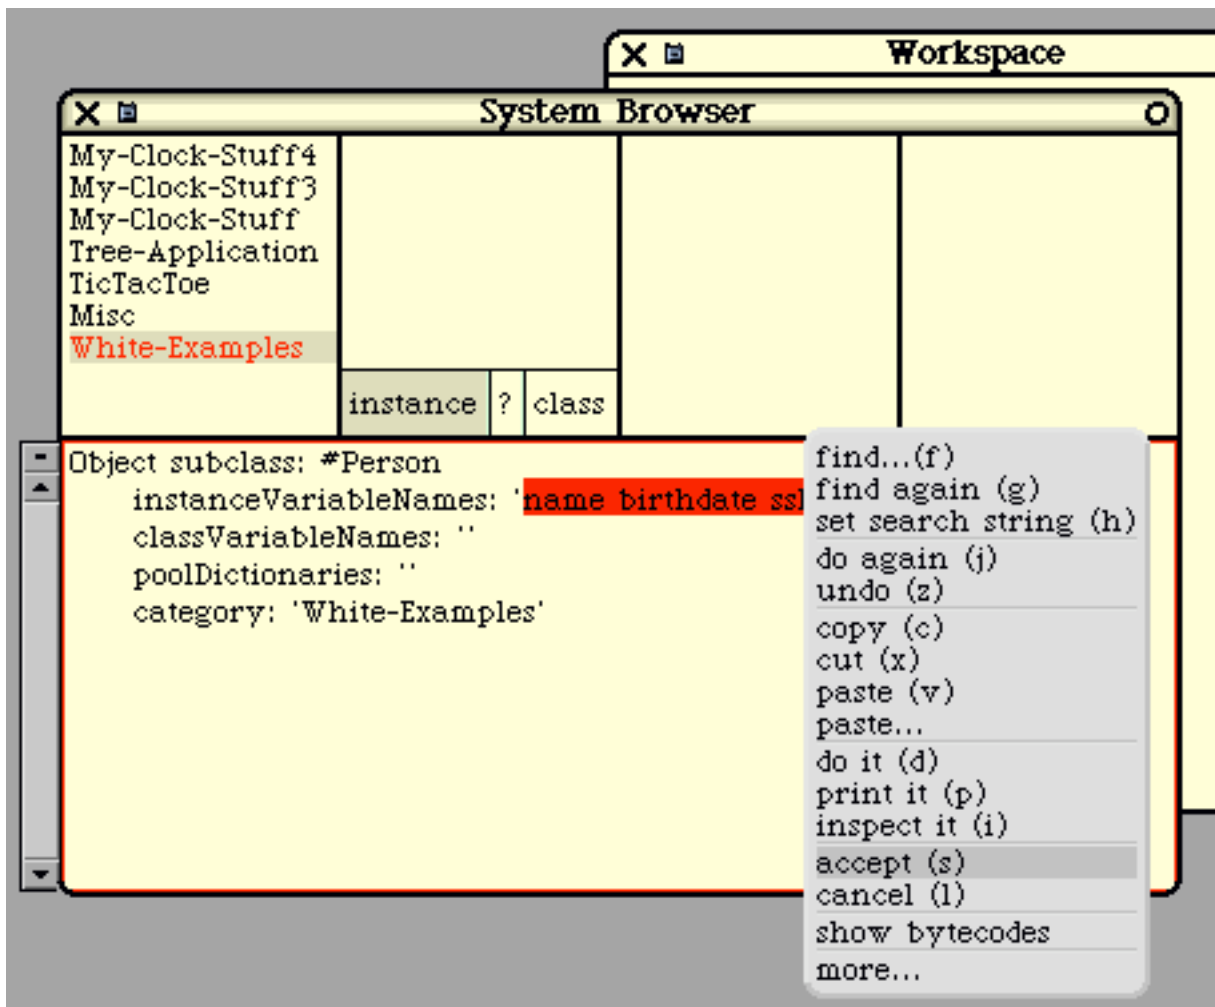 Workspace
System Browser
My-Clock-Stuff4
My-Clock-Stuff3
My-Clock-Stuff
Tree-Application
TicTacToe
Misc
White-Examples
instance ? class
Object subclass: #Person
instanceVariableNames: 'name birthdate
classVariableNames: ''
poolDictionaries: ''
category: 'White-Examples'
find...(f)
find again (g)
set search string (h)
do again (j)
undo (z)
copy (c)
cut (x)
paste (v)
paste...
do it (d)
print it (p)
inspect it (i)
accept (s)
cancel (l)
show bytecodes
more...